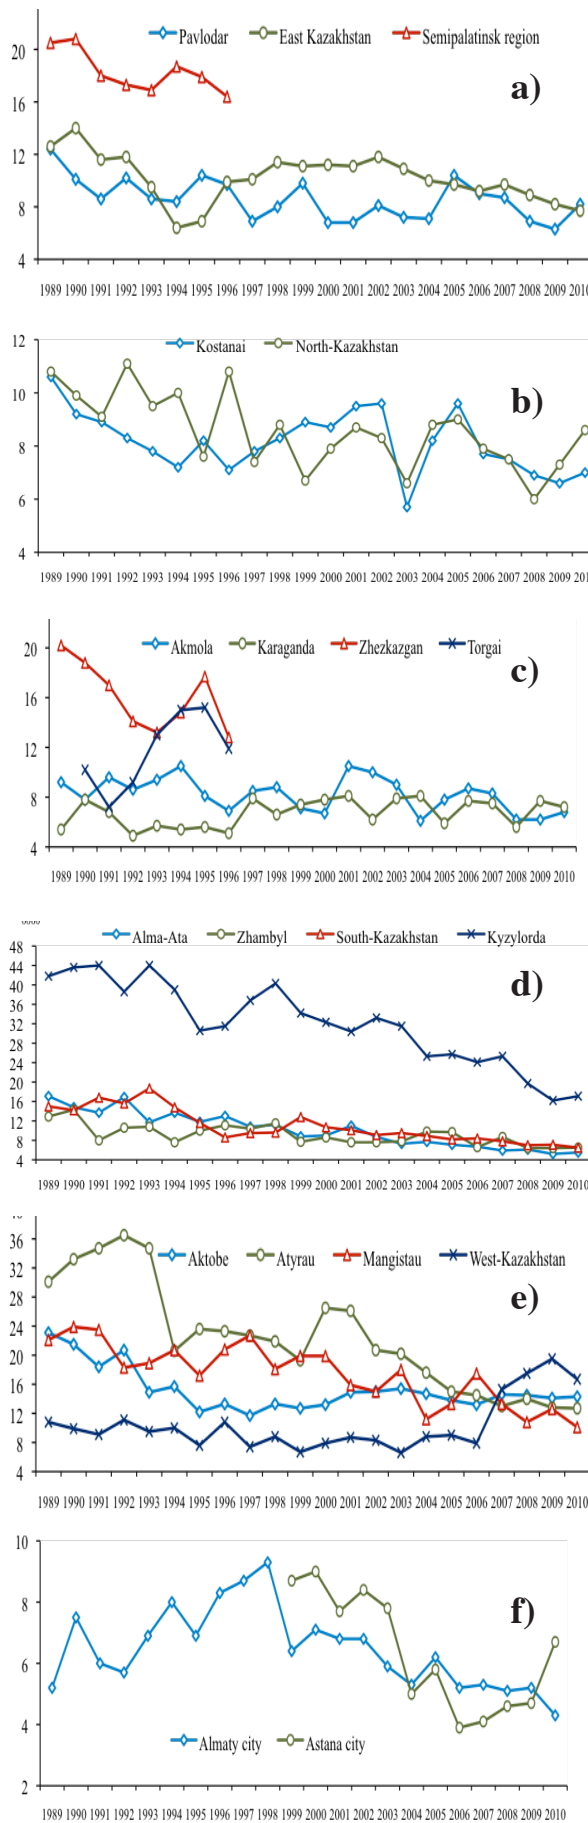 Pavlodar East Kazakhstan Semipalatinsk region
20
a)
16
12
8
4
1989 1990 1991 1992 1993 1994 1995 1996 1997 1998 1999 2000 2001 2002 2003 2004 2005 2006 2007 2008 2009 2010
12
Kostanai North-Kazakhstan
10
b)
8
6
4
1989 1990 1991 1992 1993 1994 1995 1996 1997 1998 1999 2000 2001 2002 2003 2004 2005 2006 2007 2008 2009 201
Akmola Karaganda Zhezkazgan Torgai
20
c)
16
12
8
4
1989 1990 1991 1992 1993 1994 1995 1996 1997 1998 1999 2000 2001 2002 2003 2004 2005 2006 2007 2008 2009 2010
Alma-Ata Zhambyl South-Kazakhstan Kyzylorda
48
44
d)
40
36
32
28
24
20
16
12
8
4
1989 1990 1991 1992 1993 1994 1995 1996 1997 1998 1999 2000 2001 2002 2003 2004 2005 2006 2007 2008 2009 2010
40
36
Aktobe Atyrau Mangistau West-Kazakhstan
32
e)
28
24
20
16
12
8
4
1989 1990 1991 1992 1993 1994 1995 1996 1997 1998 1999 2000 2001 2002 2003 2004 2005 2006 2007 2008 2009 2010
10
f)
8
6
4
Almaty city Astana city
2
1989 1990 1991 1992 1993 1994 1995 1996 1997 1998 1999 2000 2001 2002 2003 2004 2005 2006 2007 2008 2009 2010